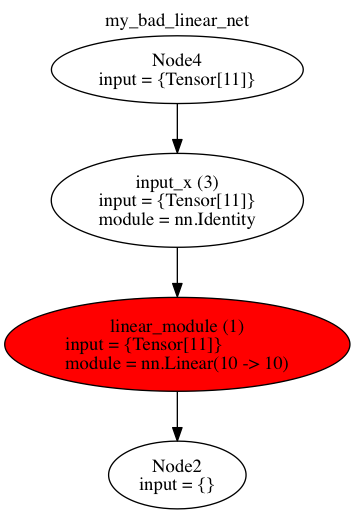 my_bad_linear_net
Node4
input = {Tensor[11]}
input_x (3)
input = {Tensor[11]}
module = nn.Identity
linear_module (1)
input = {Tensor[11]}
module = nn.Linear(10 -> 10)
Node2
input = {}